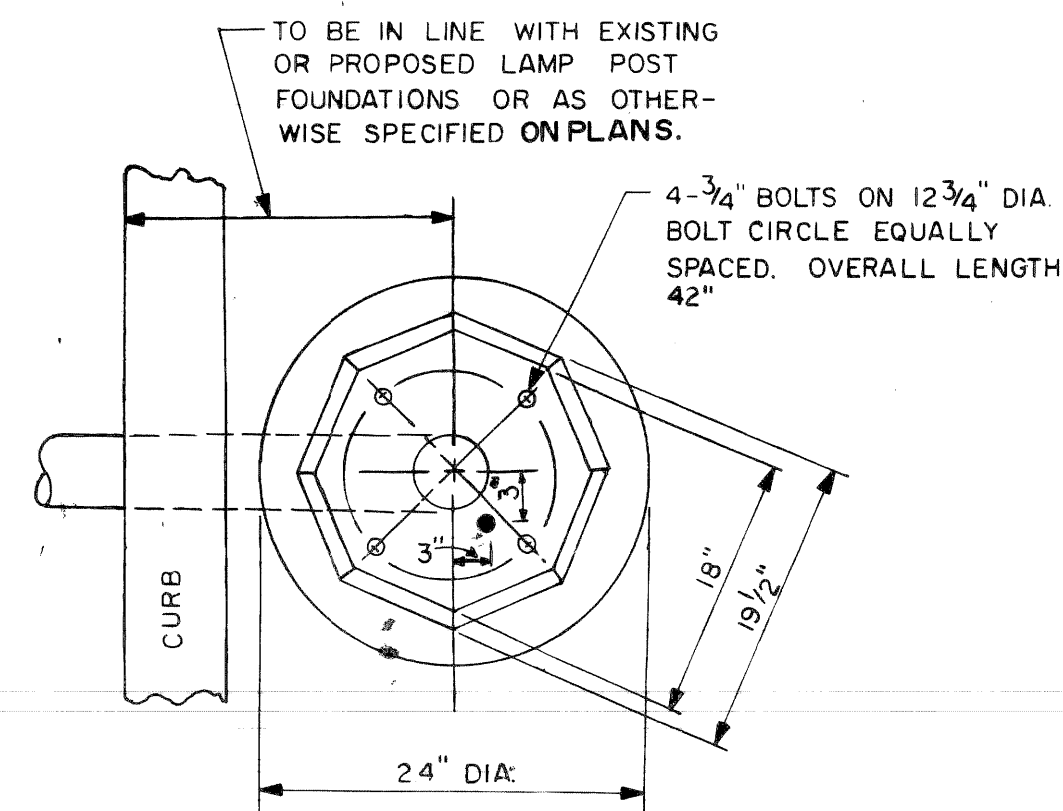 TO BE IN LINE WITH EXISTING
OR PROPOSED LAMP POST
FOUNDATIONS OR AS OTHER-
WISE SPECIFIED ON PLANS.
4-3/4" BOLTS ON 12 3/4" DIA.
BOLT CIRCLE EQUALLY
SPACED. OVERALL LENGTH
42"
3"
3"
18"
19 1/2"
CURB
24" DIA.